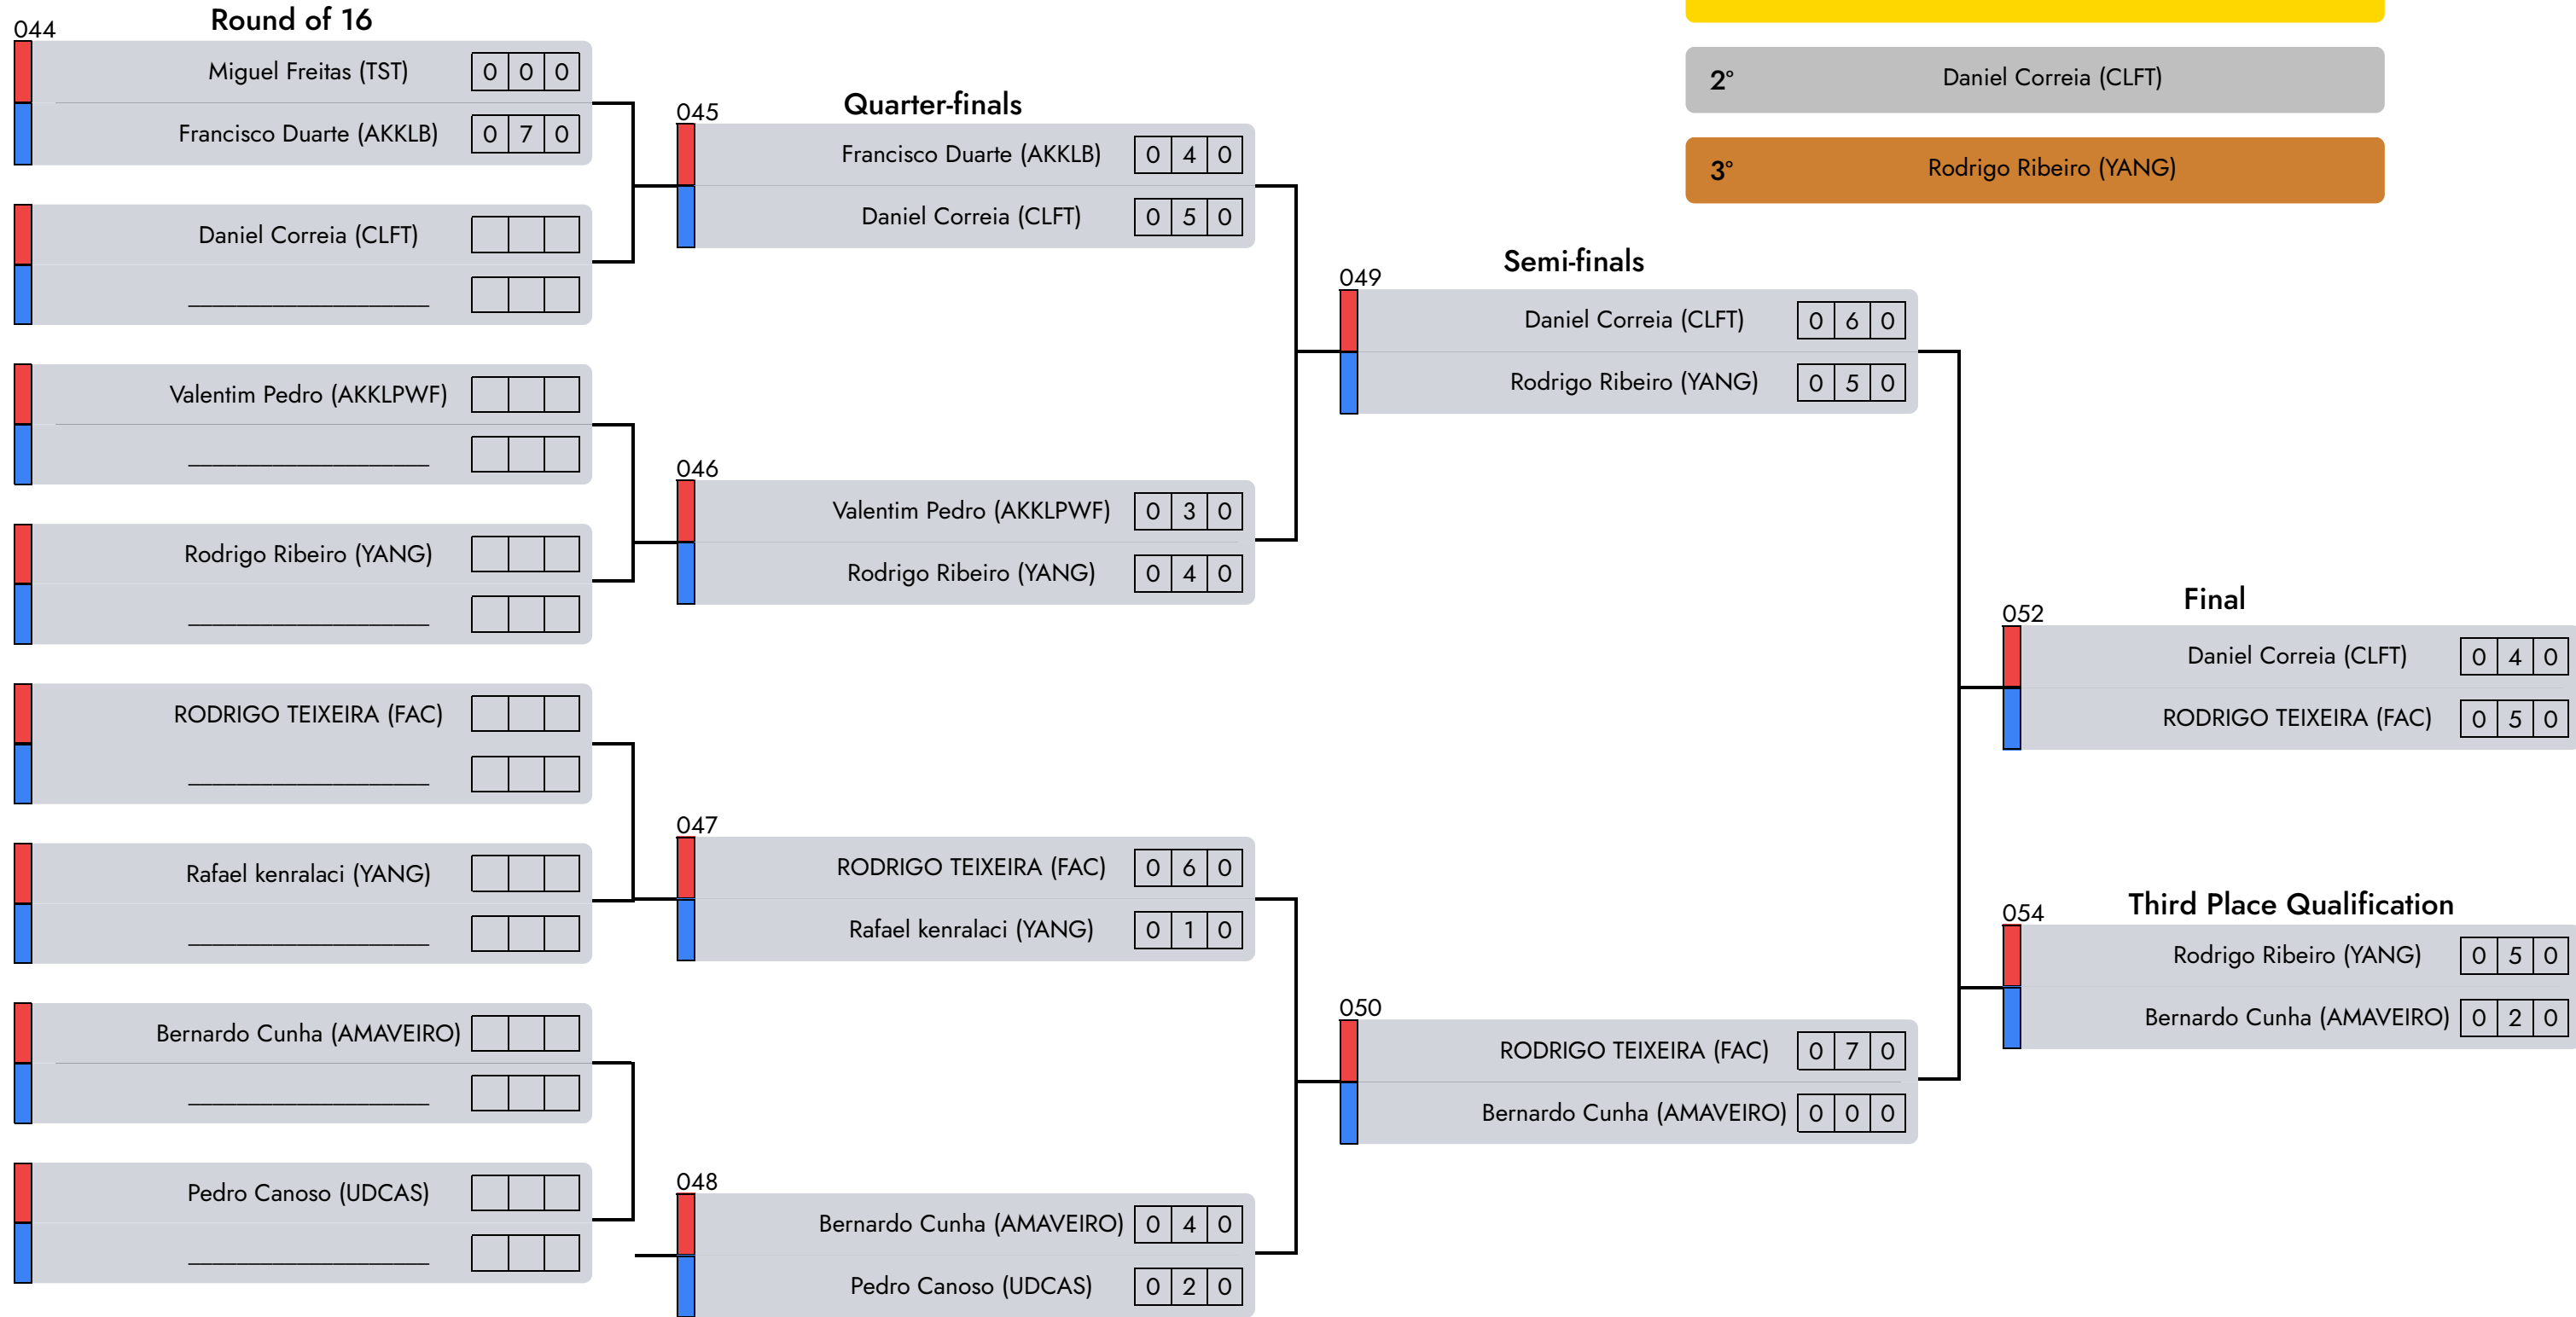 Round of 16
044
Miguel Freitas (TST) 0 0 0
Francisco Duarte (AKKLB) 0 7 0
Daniel Correia (CLFT)
____________________
Valentim Pedro (AKKLPWF)
____________________
Rodrigo Ribeiro (YANG)
____________________
RODRIGO TEIXEIRA (FAC)
____________________
Rafael kenralaci (YANG)
____________________
Bernardo Cunha (AMAVEIRO)
____________________
Pedro Canoso (UDCAS)
____________________
Quarter-finals
045
Francisco Duarte (AKKLB) 0 4 0
Daniel Correia (CLFT) 0 5 0
046
Valentim Pedro (AKKLPWF) 0 3 0
Rodrigo Ribeiro (YANG) 0 4 0
047
RODRIGO TEIXEIRA (FAC) 0 6 0
Rafael kenralaci (YANG) 0 1 0
048
Bernardo Cunha (AMAVEIRO) 0 4 0
Pedro Canoso (UDCAS) 0 2 0
Semi-finals
049
Daniel Correia (CLFT) 0 6 0
Rodrigo Ribeiro (YANG) 0 5 0
050
RODRIGO TEIXEIRA (FAC) 0 7 0
Bernardo Cunha (AMAVEIRO) 0 0 0
2° Daniel Correia (CLFT)
3° Rodrigo Ribeiro (YANG)
Final
052
Daniel Correia (CLFT) 0 4 0
RODRIGO TEIXEIRA (FAC) 0 5 0
Third Place Qualification
054
Rodrigo Ribeiro (YANG) 0 5 0
Bernardo Cunha (AMAVEIRO) 0 2 0